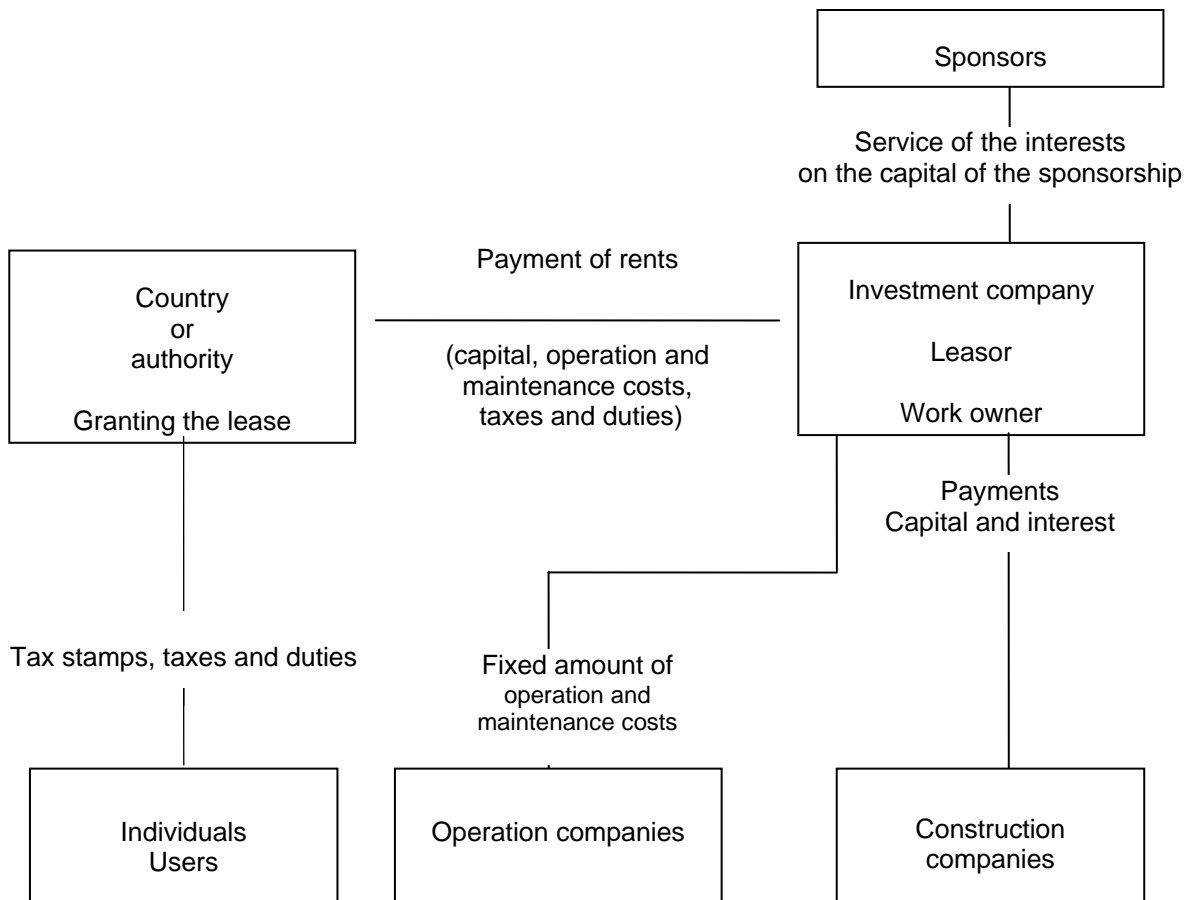 Sponsors
Service of the interests
on the capital of the sponsorship
Country
or
authority
Granting the lease
Payment of rents
(capital, operation and
maintenance costs,
taxes and duties)
Investment company
Leasor
Work owner
Payments
Capital and interest
Tax stamps, taxes and duties
Fixed amount of
operation and
maintenance costs
Individuals
Users
Operation companies
Construction
companies